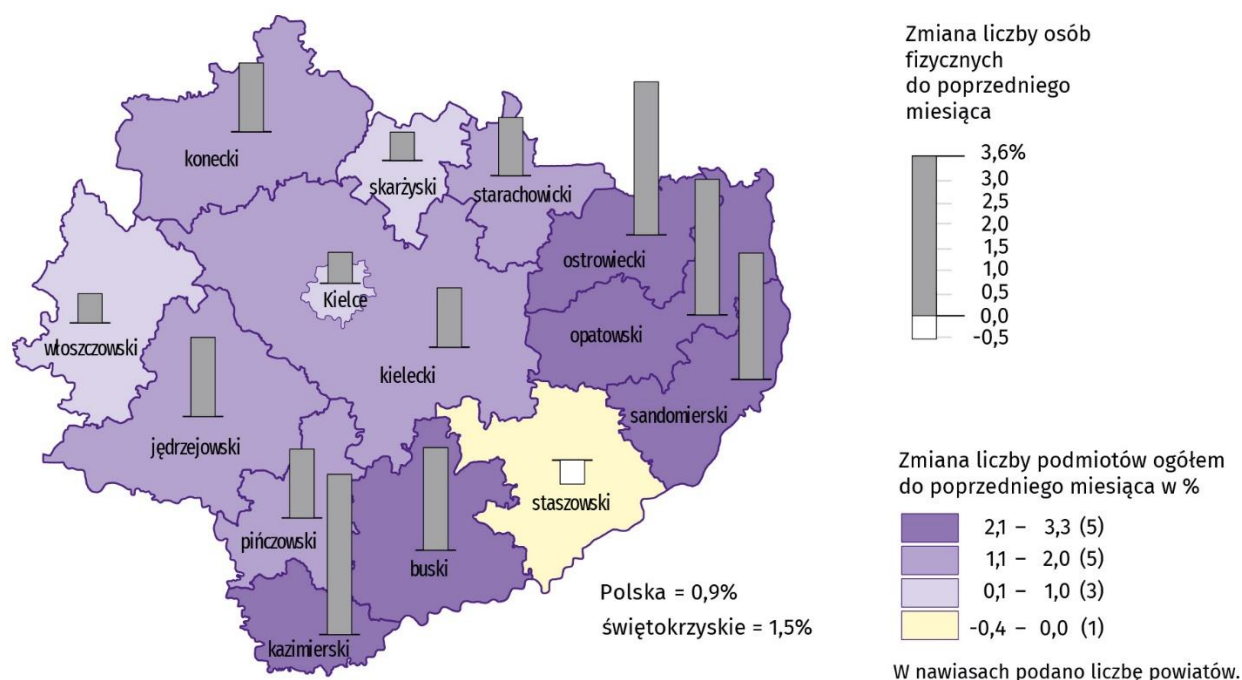 konecki
skarżyski
starachowicki
ostrowiecki
Kielce
włoszczowski
opatowski
kielecki
sandomierski
jędrzejowski
staszowski
pińczowski
buski
kazimierski
Polska = 0,9%
świętokrzyskie = 1,5%
Zmiana liczby osób
fizycznych
do poprzedniego
miesiąca
3,6%
3,0
2,5
2,0
1,5
1,0
0,5
0,0
-0,5
Zmiana liczby podmiotów ogółem
do poprzedniego miesiąca w %
2,1 – 3,3 (5)
1,1 – 2,0 (5)
0,1 – 1,0 (3)
-0,4 – 0,0 (1)
W nawiasach podano liczbę powiatów.